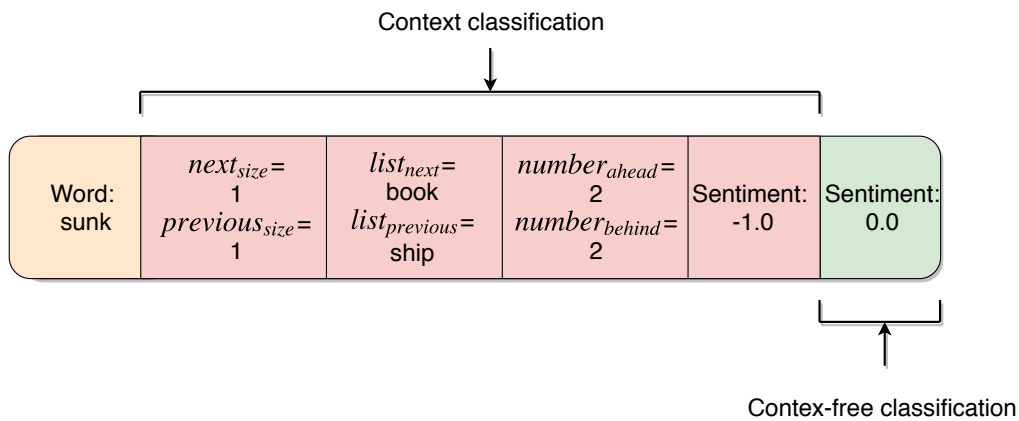 Context classification
Word:
sunk
next_size=
1
previous_size=
1
list_next=
book
list_previous=
ship
number_ahead=
2
number_behind=
2
Sentiment:
-1.0
Sentiment:
0.0
Contex-free classification